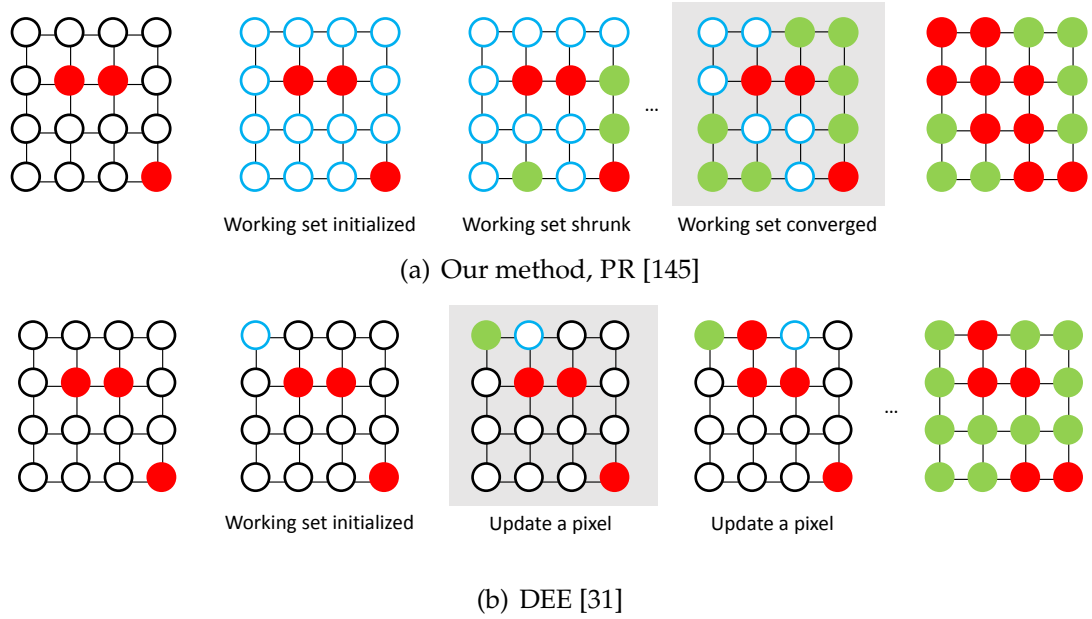 ...
Working set initialized Working set shrunk Working set converged
(a) Our method, PR [145]
...
Working set initialized Update a pixel Update a pixel
(b) DEE [31]